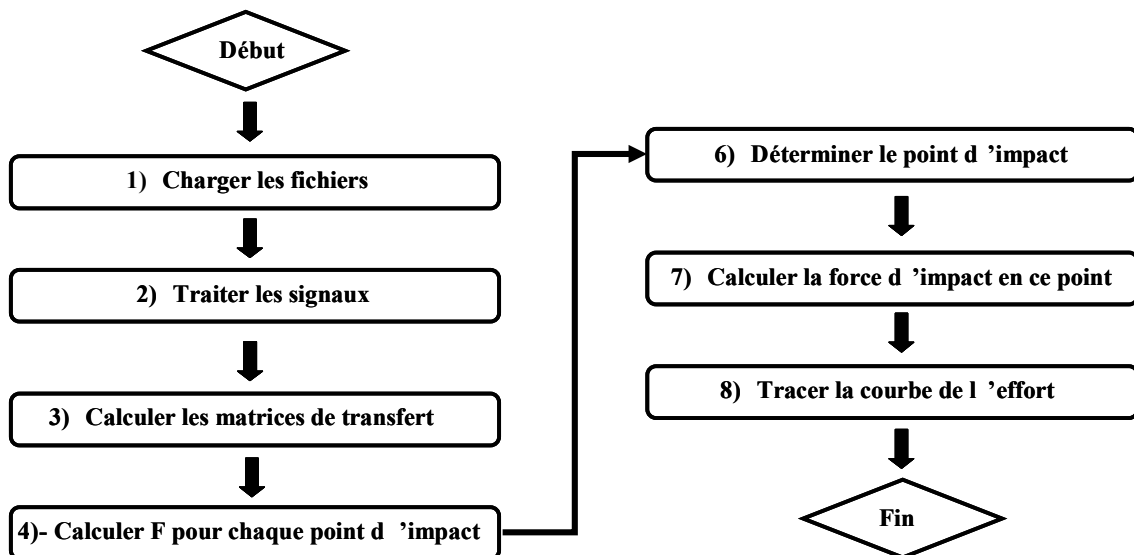 Début
1) Charger les fichiers
2) Traiter les signaux
3) Calculer les matrices de transfert
4)- Calculer F pour chaque point d ’impact
6) Déterminer le point d ’impact
7) Calculer la force d ’impact en ce point
8) Tracer la courbe de l ’effort
Fin